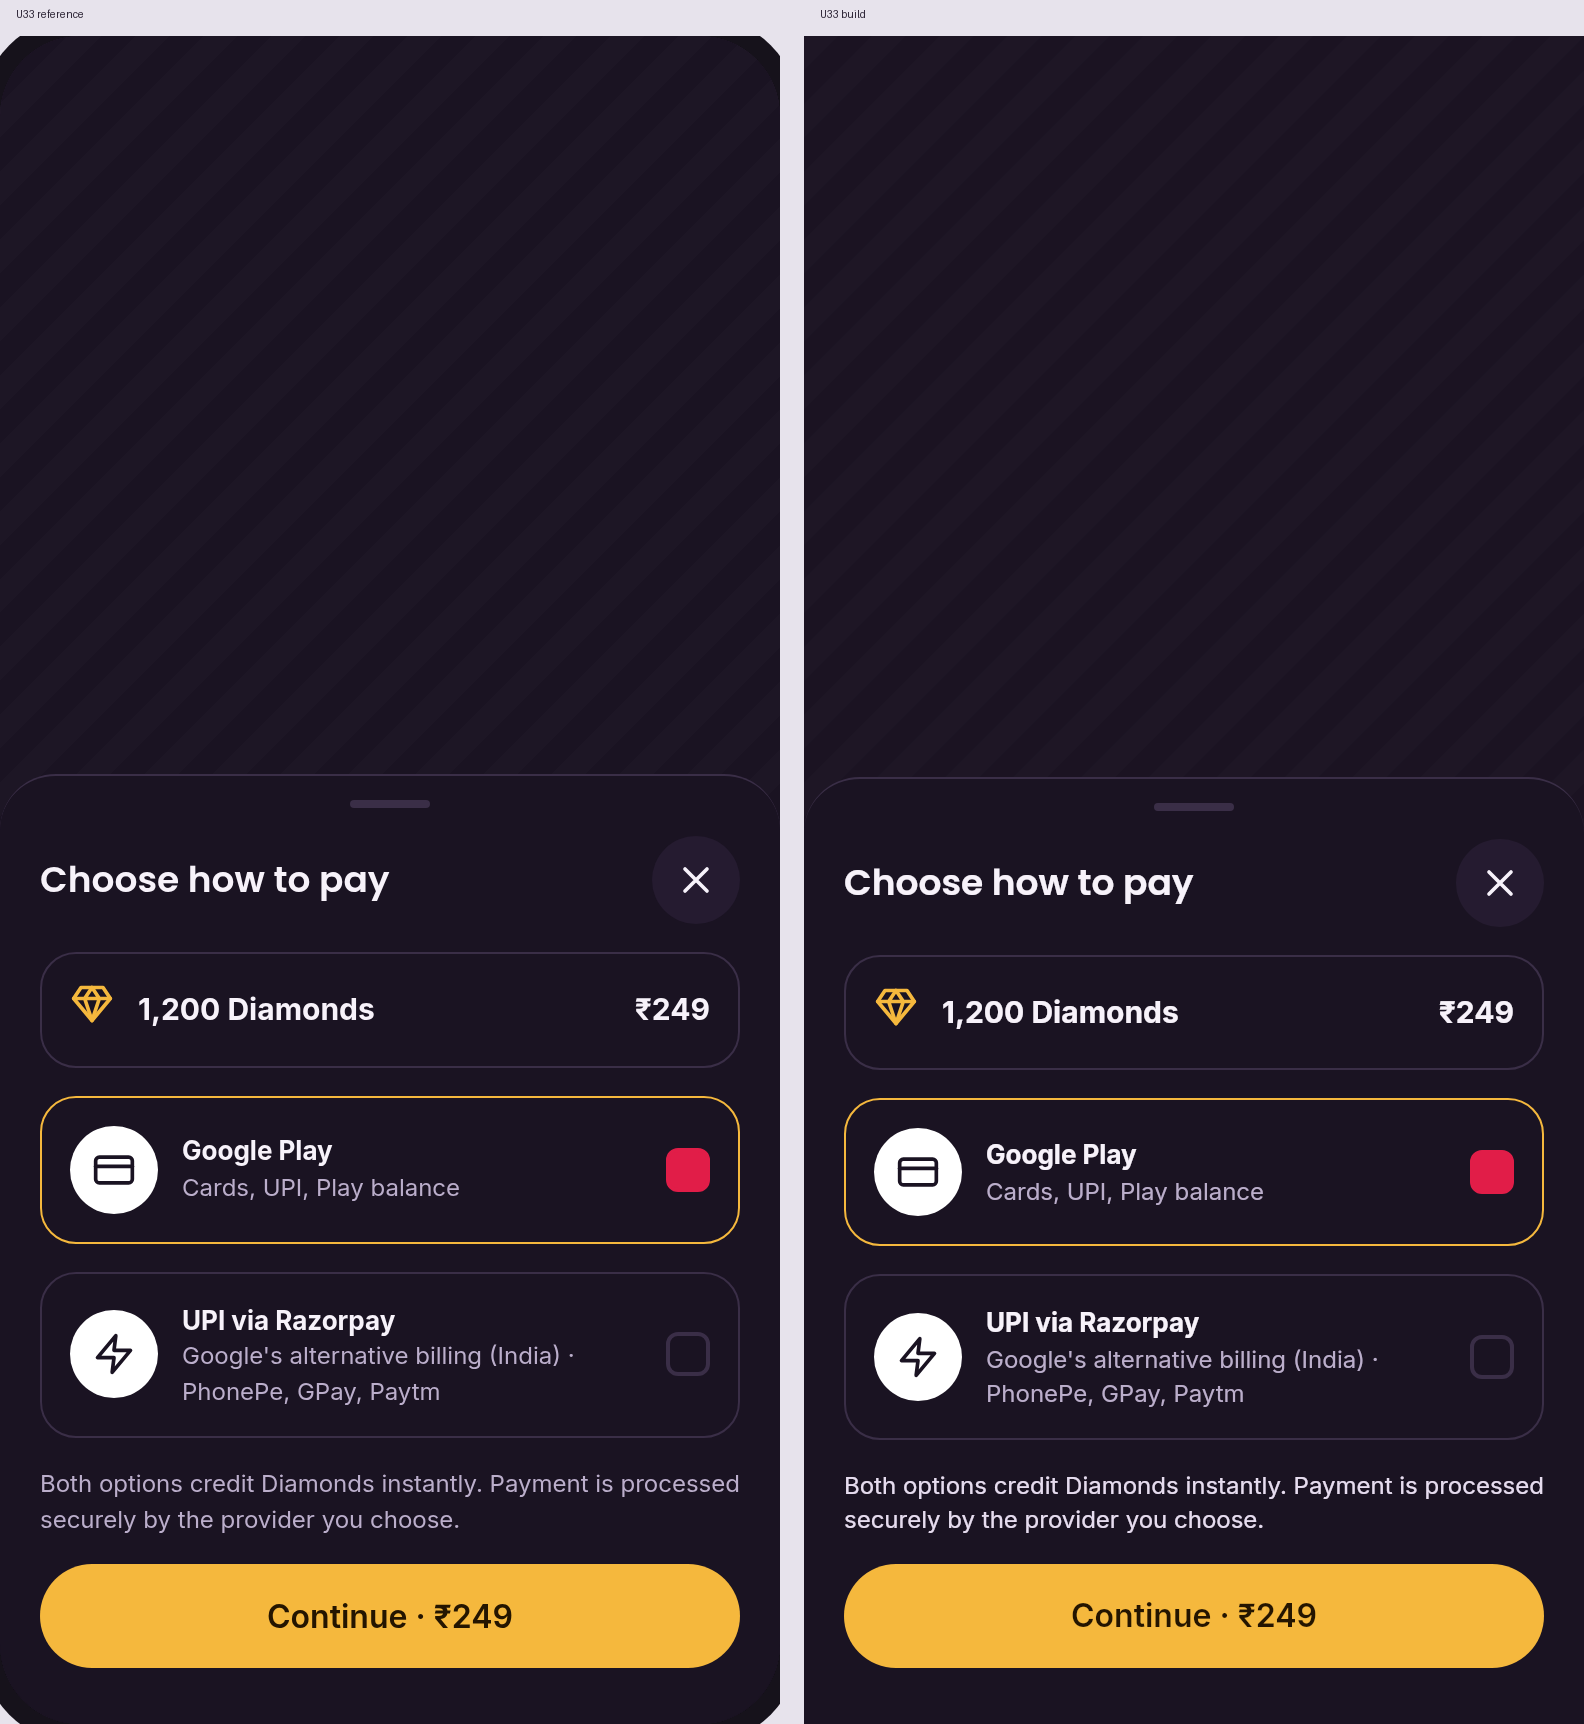 U33 reference
Choose how to pay
1,200 Diamonds
₹249
Google Play
Cards, UPI, Play balance
UPI via Razorpay
Google's alternative billing (India) ·
PhonePe, GPay, Paytm
Both options credit Diamonds instantly. Payment is processed
securely by the provider you choose.
Continue · ₹249
U33 build
Choose how to pay
1,200 Diamonds
₹249
Google Play
Cards, UPI, Play balance
UPI via Razorpay
Google's alternative billing (India) ·
PhonePe, GPay, Paytm
Both options credit Diamonds instantly. Payment is processed
securely by the provider you choose.
Continue · ₹249